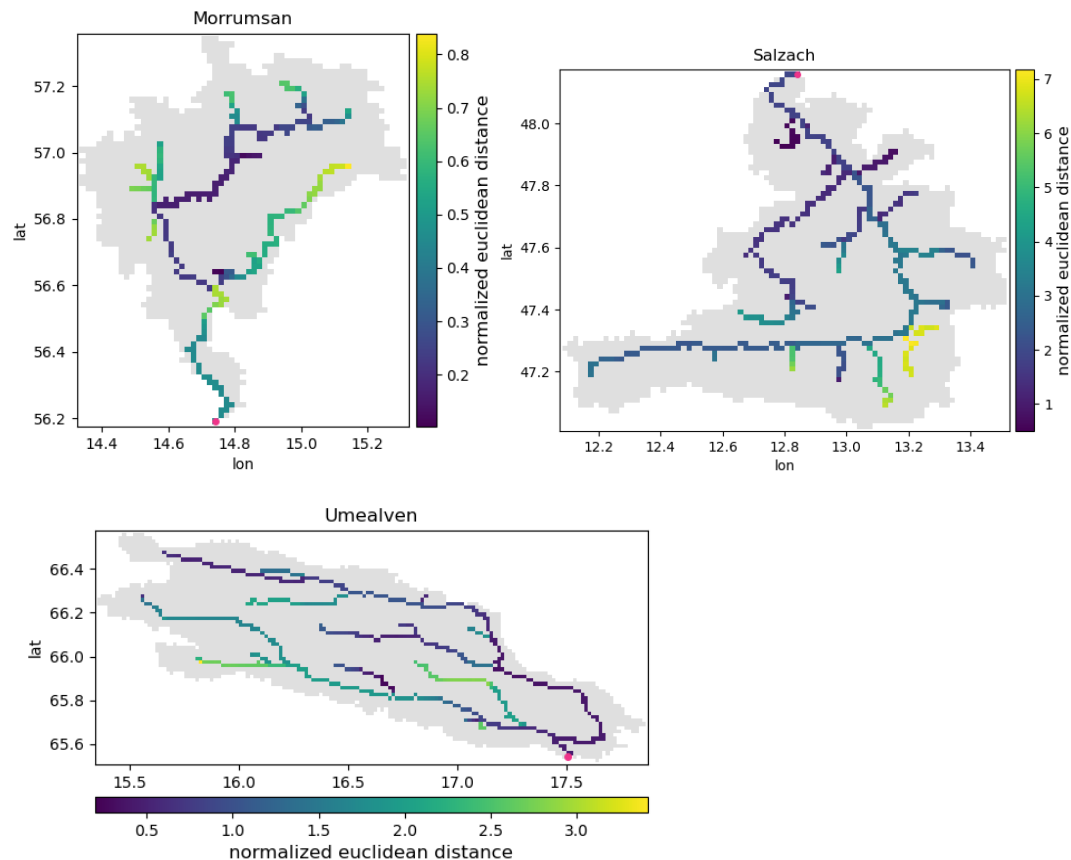 Morrumsan
57.2
57.0
56.8
56.6
56.4
56.2
lat
14.4 14.6 14.8 15.0 15.2
lon
0.8
0.7
0.6
0.5
0.4
0.3
0.2
normalized euclidean distance
Salzach
48.0
47.8
47.6
47.4
47.2
lat
12.2 12.4 12.6 12.8 13.0 13.2 13.4
lon
7
6
5
4
3
2
1
normalized euclidean distance
Umealven
66.4
66.2
66.0
65.8
65.6
lat
15.5 16.0 16.5 17.0 17.5
0.5 1.0 1.5 2.0 2.5 3.0
normalized euclidean distance